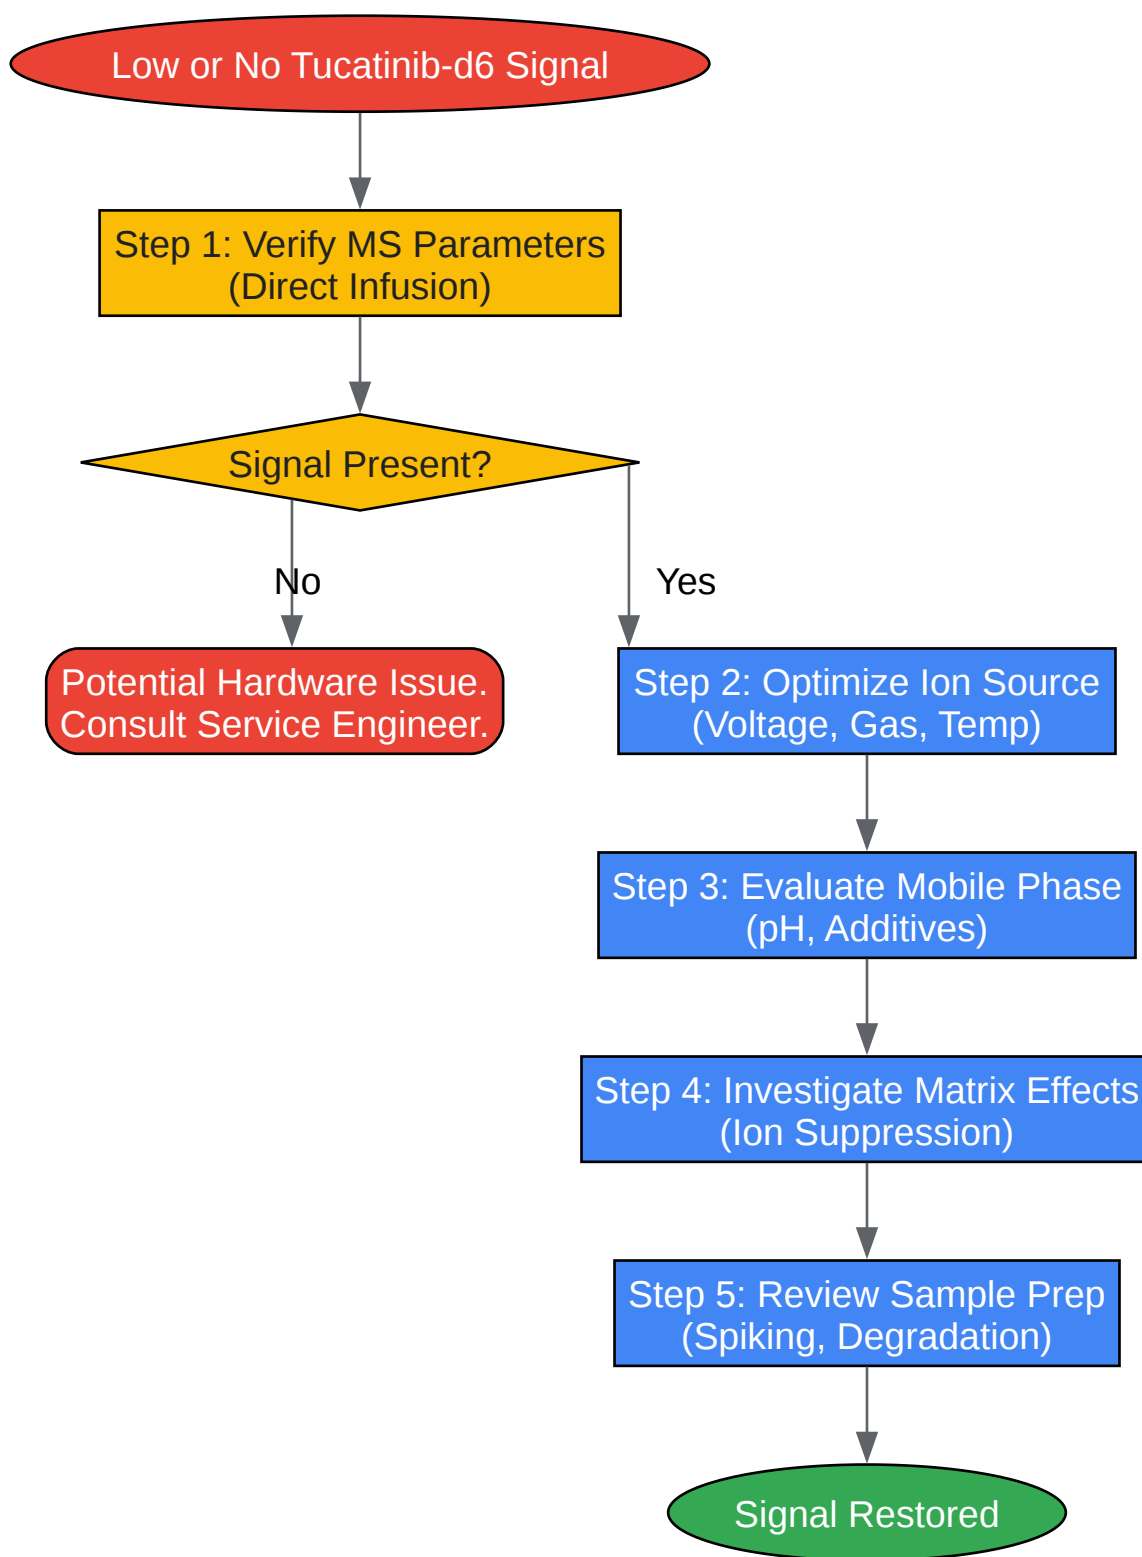 Low or No Tucatinib-d6 Signal
Step 1: Verify MS Parameters
(Direct Infusion)
Signal Present?
No
Yes
Potential Hardware Issue.
Consult Service Engineer.
Step 2: Optimize Ion Source
(Voltage, Gas, Temp)
Step 3: Evaluate Mobile Phase
(pH, Additives)
Step 4: Investigate Matrix Effects
(Ion Suppression)
Step 5: Review Sample Prep
(Spiking, Degradation)
Signal Restored